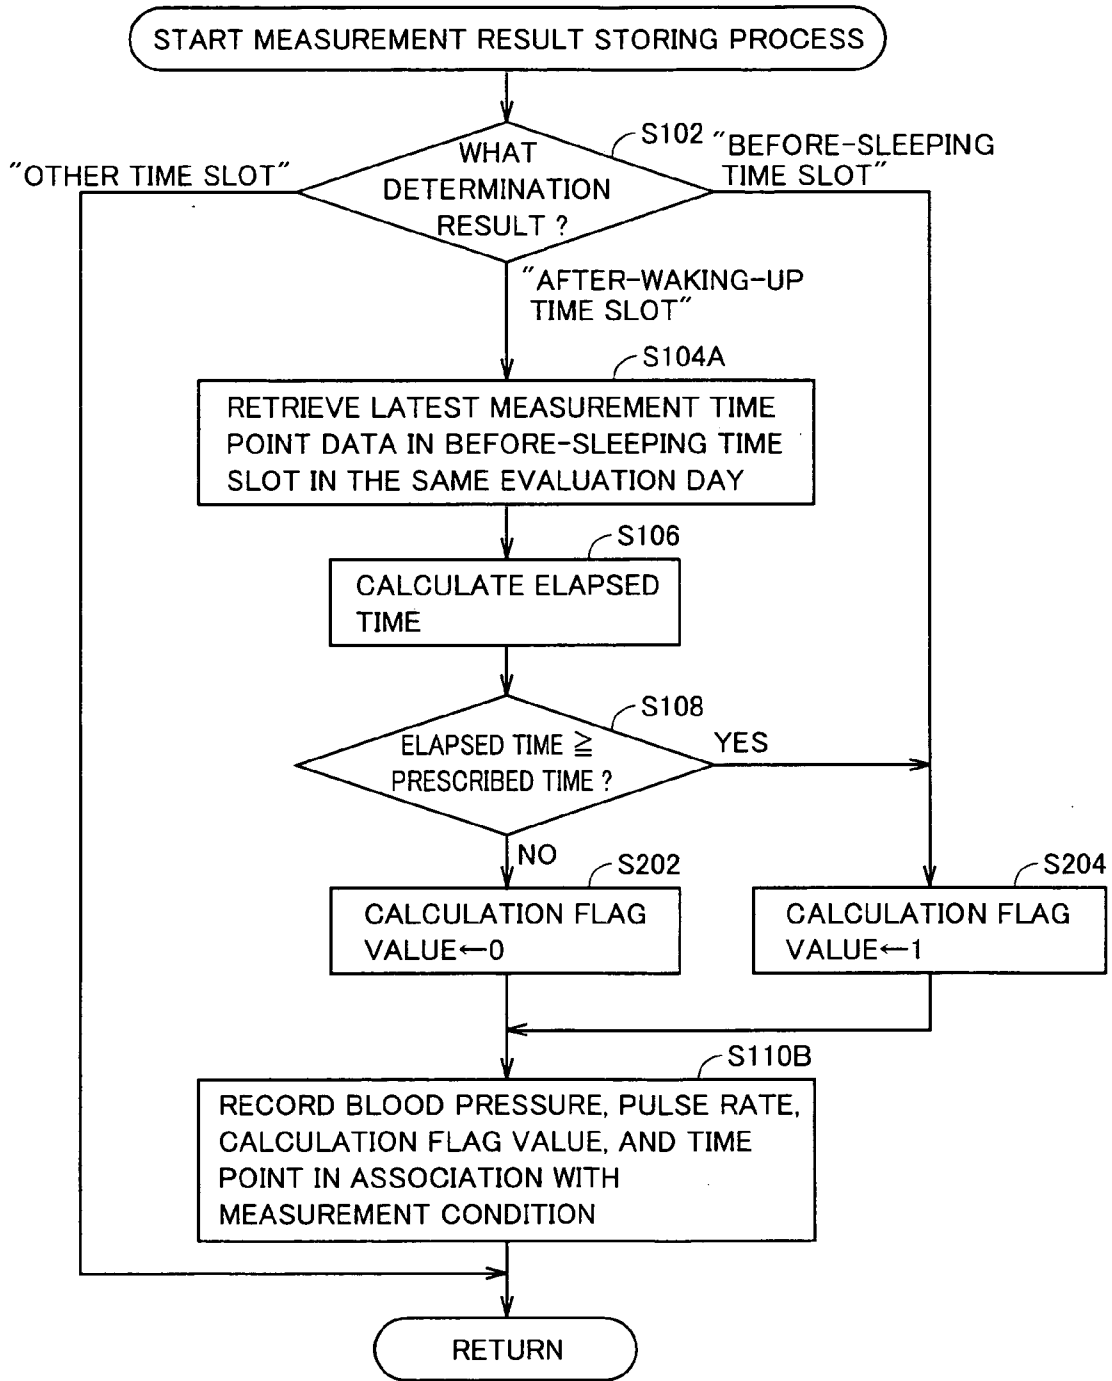 START MEASUREMENT RESULT STORING PROCESS
S102
"OTHER TIME SLOT"
WHAT
DETERMINATION
RESULT ?
"BEFORE-SLEEPING
TIME SLOT"
"AFTER-WAKING-UP
TIME SLOT"
S104A
RETRIEVE LATEST MEASUREMENT TIME
POINT DATA IN BEFORE-SLEEPING TIME
SLOT IN THE SAME EVALUATION DAY
S106
CALCULATE ELAPSED
TIME
S108
ELAPSED TIME ≧
PRESCRIBED TIME ?
YES
NO
S202
CALCULATION FLAG
VALUE←0
S204
CALCULATION FLAG
VALUE←1
S110B
RECORD BLOOD PRESSURE, PULSE RATE,
CALCULATION FLAG VALUE, AND TIME
POINT IN ASSOCIATION WITH
MEASUREMENT CONDITION
RETURN